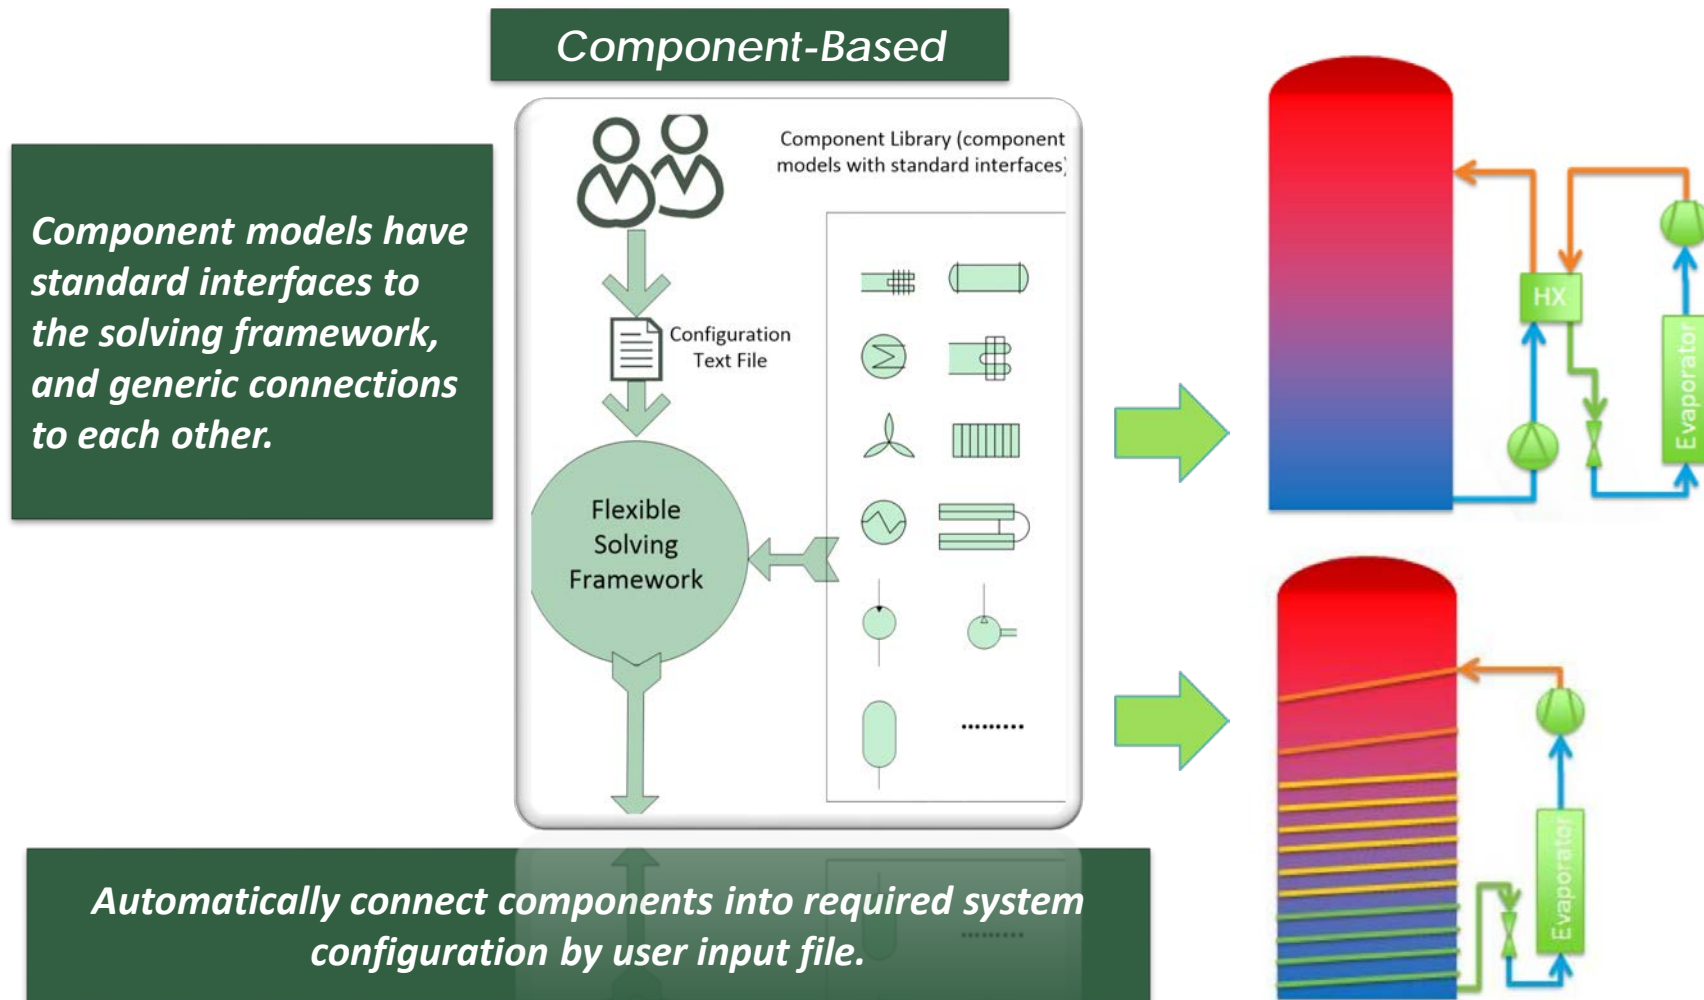 Component-Based
Component models have
standard interfaces to
the solving framework,
and generic connections
to each other.
Component Library (component
models with standard interfaces)
Configuration
Text File
Flexible
Solving
Framework
.........
HX
Evaporator
Evaporator
Automatically connect components into required system
configuration by user input file.